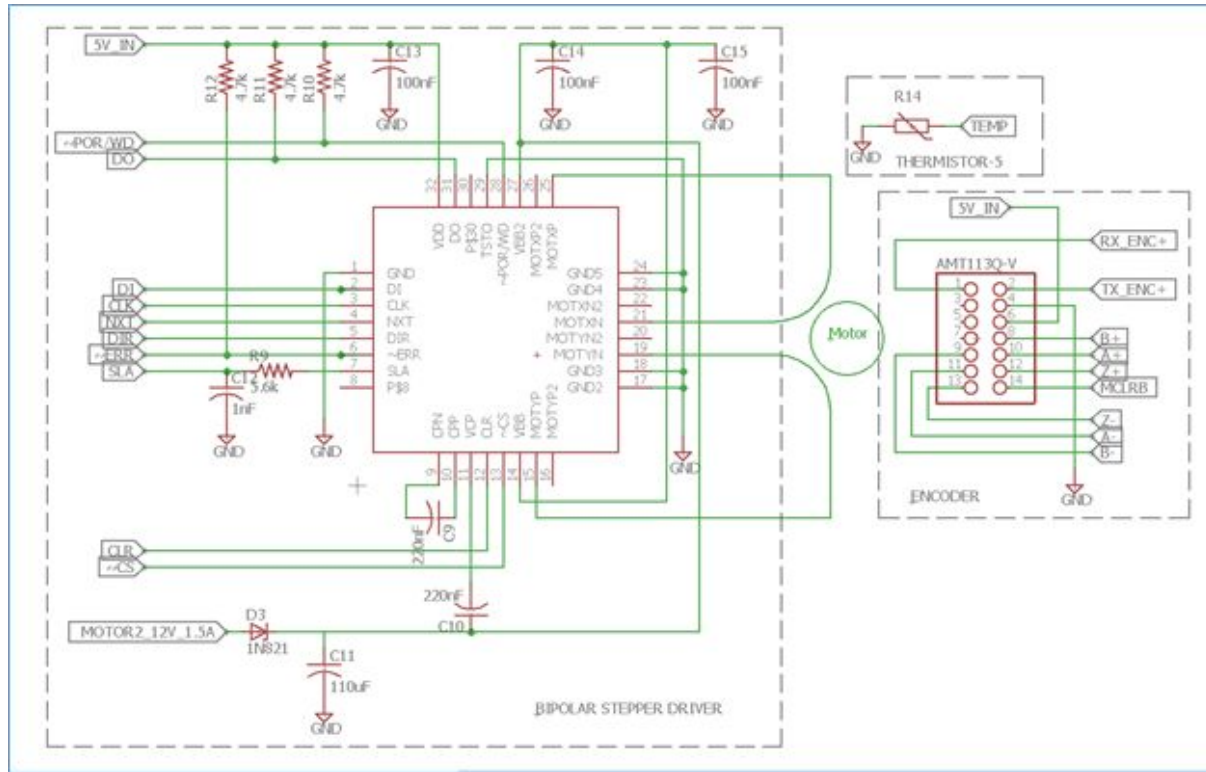 5V_IN
R12
4.7k
R11
4.7k
R10
4.7k
C13
100nF
GND
C14
100nF
GND
C15
100nF
GND
~POR/WD
DO
32
31
30
29
28
27
26
25
VDD
DO
P$30
TSTO
~POR/WD
VBB2
MOTXP2
MOTXP
DI
CLK
NXT
DIR
~ERR
SLA
1
2
3
4
5
6
7
8
GND
DI
CLK
NXT
DIR
~ERR
SLA
P$8
GND5
GND4
MOTXN2
MOTXN
MOTYN2
MOTYN
GND3
GND2
24
23
22
21
20
19
18
17
Motor
R9
5.6k
C12
1nF
GND
GND
GND
CPN
CPP
VCP
CLR
~CS
VBB
MOTYP
MOTYP2
9
10
11
12
13
14
15
16
220nF
C9
CLR
~CS
220nF
C10
MOTOR2_12V_1.5A
D3
1N821
C11
110uF
GND
BIPOLAR STEPPER DRIVER
R14
TEMP
GND
THERMISTOR-5
5V_IN
RX_ENC+
AMT113Q-V
TX_ENC+
1
3
5
7
9
11
13
2
4
6
8
10
12
14
B+
A+
Z+
MCLRB
Z-
A-
B-
GND
ENCODER